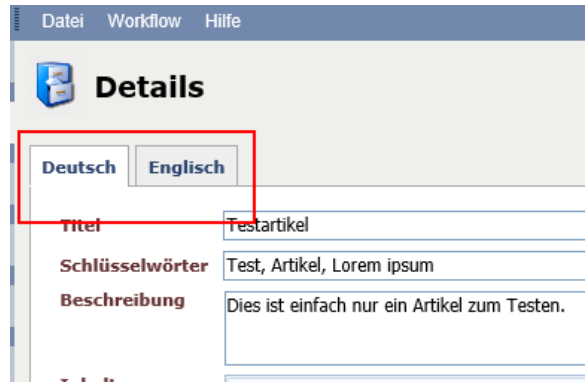 Datei Workflow Hilfe
Details
Deutsch Englisch
Titel Testartikel
Schlüsselwörter Test, Artikel, Lorem ipsum
Beschreibung Dies ist einfach nur ein Artikel zum Testen.